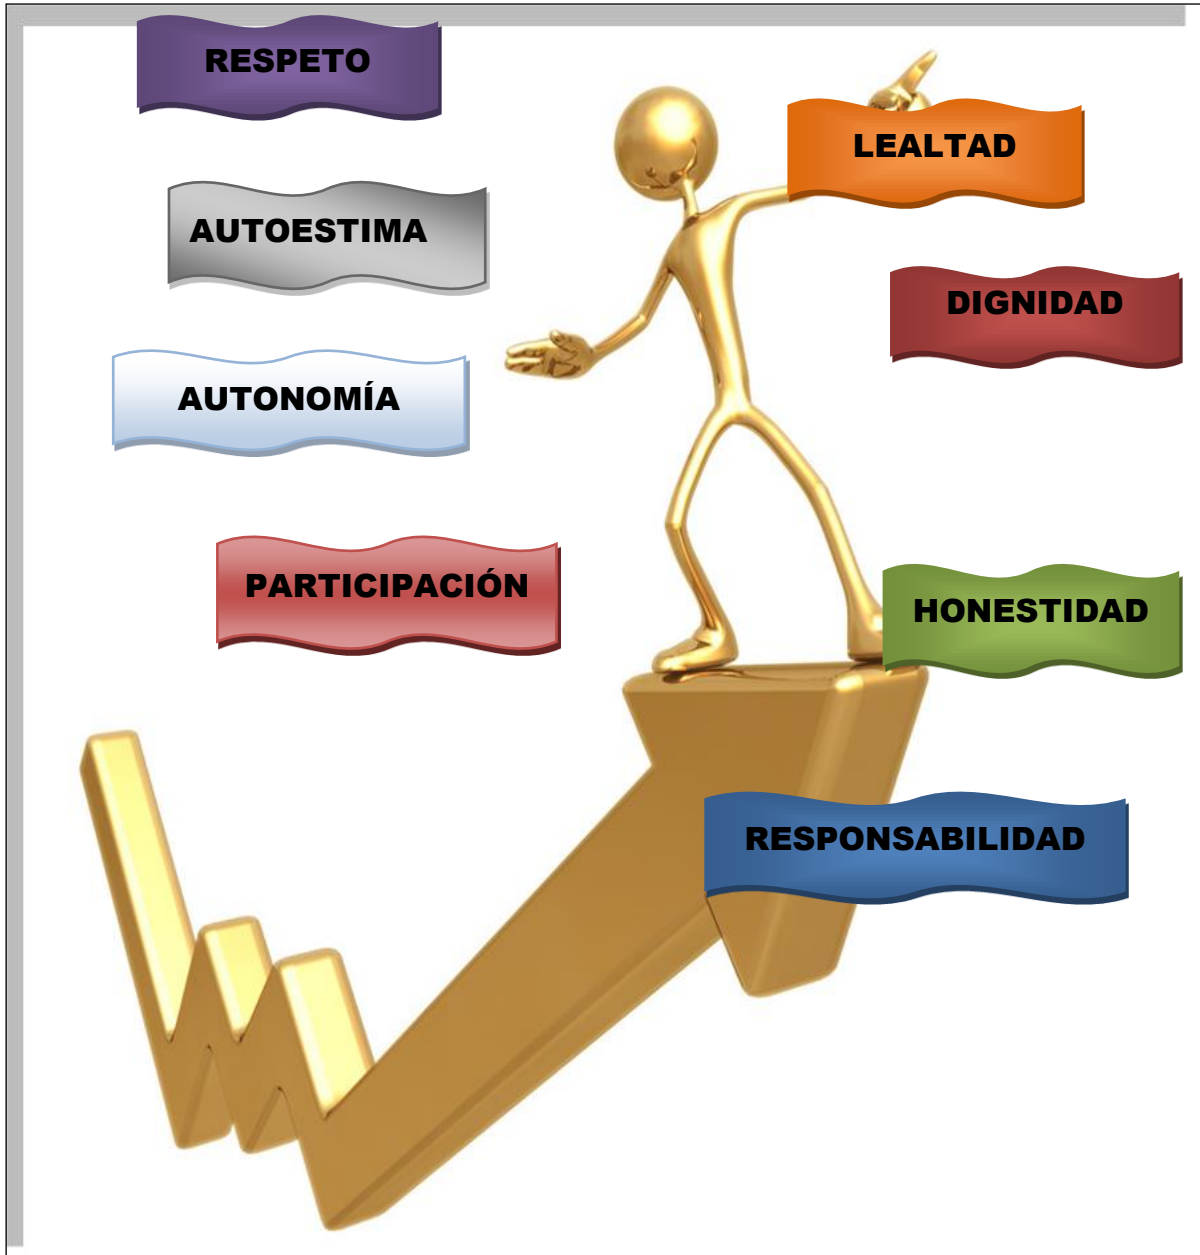 RESPETO
LEALTAD
AUTOESTIMA
DIGNIDAD
AUTONOMÍA
PARTICIPACIÓN
HONESTIDAD
RESPONSABILIDAD